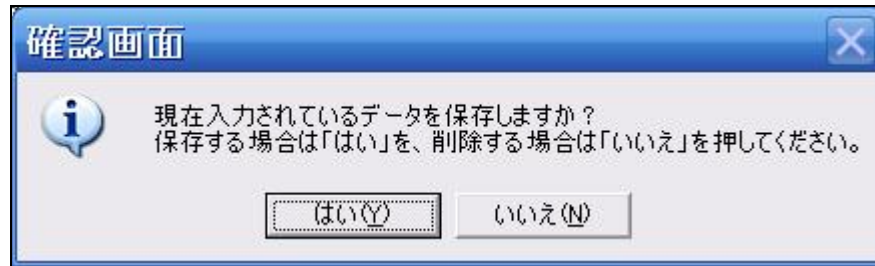 確認画面
現在入力されているデータを保存しますか?
保存する場合は「はい」を、削除する場合は「いいえ」を押してください。
はい(Y) いいえ(N)